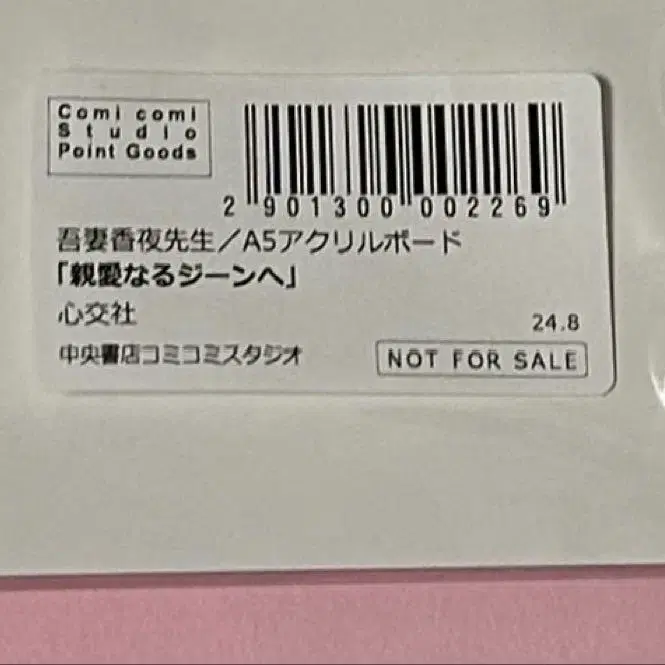 Comi comi
Studio
Point Goods
2 901300 002269
吾妻香夜先生／A5アクリルボード
「親愛なるジーンへ」
心交社
24.8
中央書店コミコミスタジオ
NOT FOR SALE